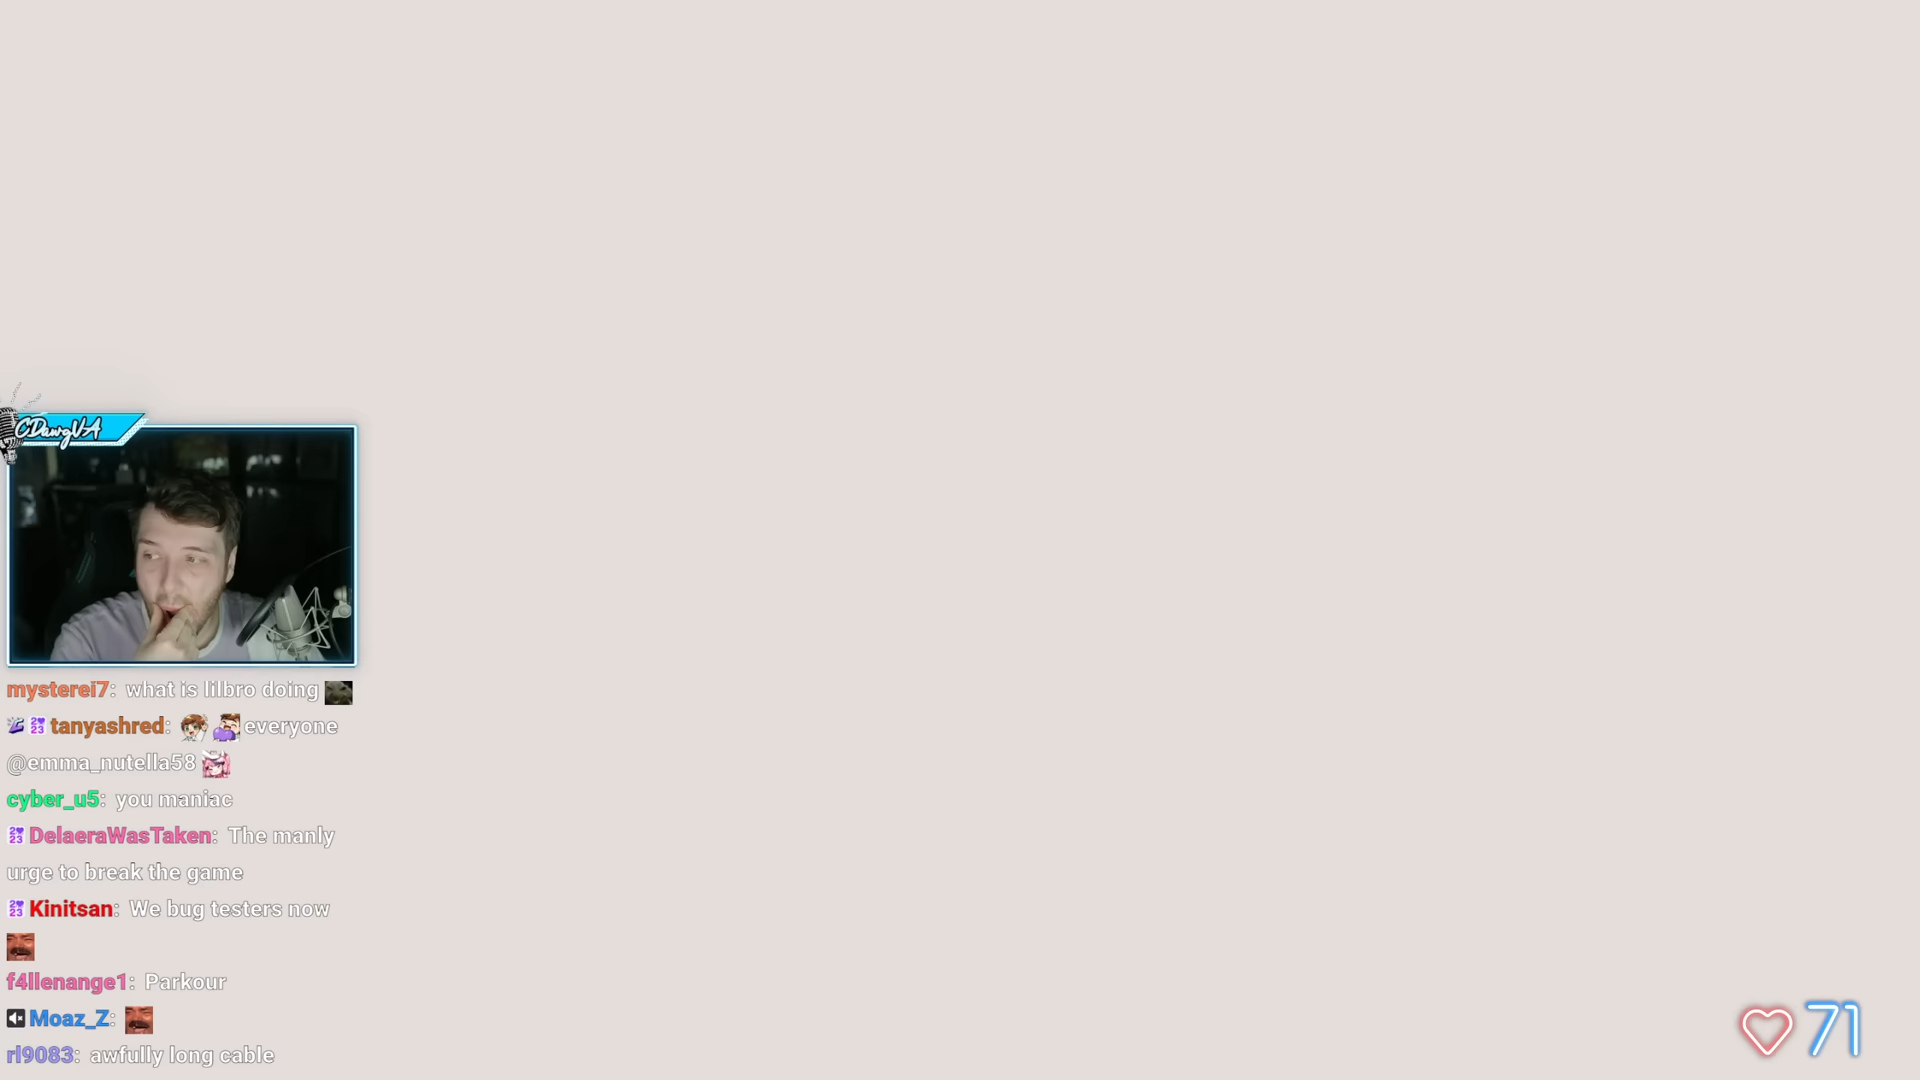 CDawgVA
mysterei7: what is lilbro doing
tanyashred: everyone
@emma_nutella58
cyber_u5: you maniac
DelaeraWasTaken: The manly
urge to break the game
Kinitsan: We bug testers now
f4llenange1: Parkour
Moaz_Z:
rl9083: awfully long cable
71